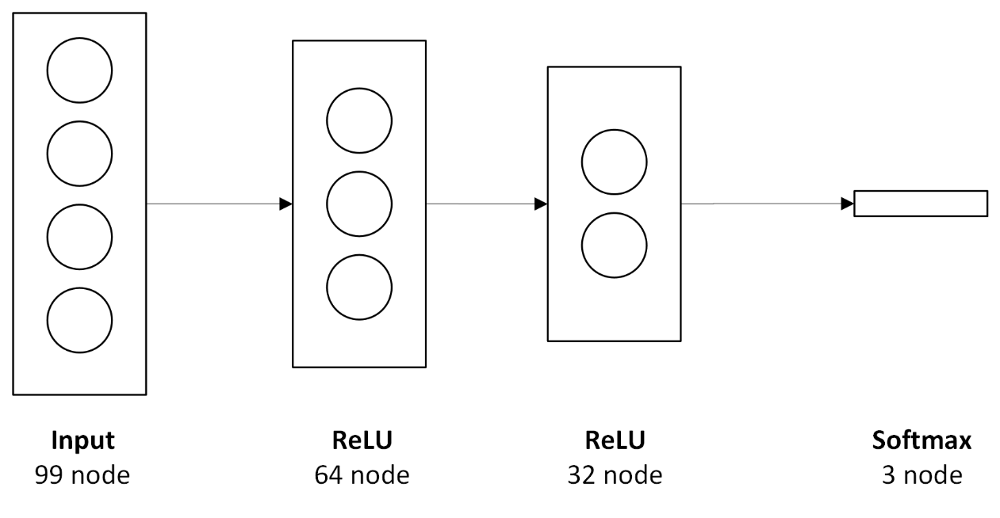 Input
99 node
ReLU
64 node
ReLU
32 node
Softmax
3 node